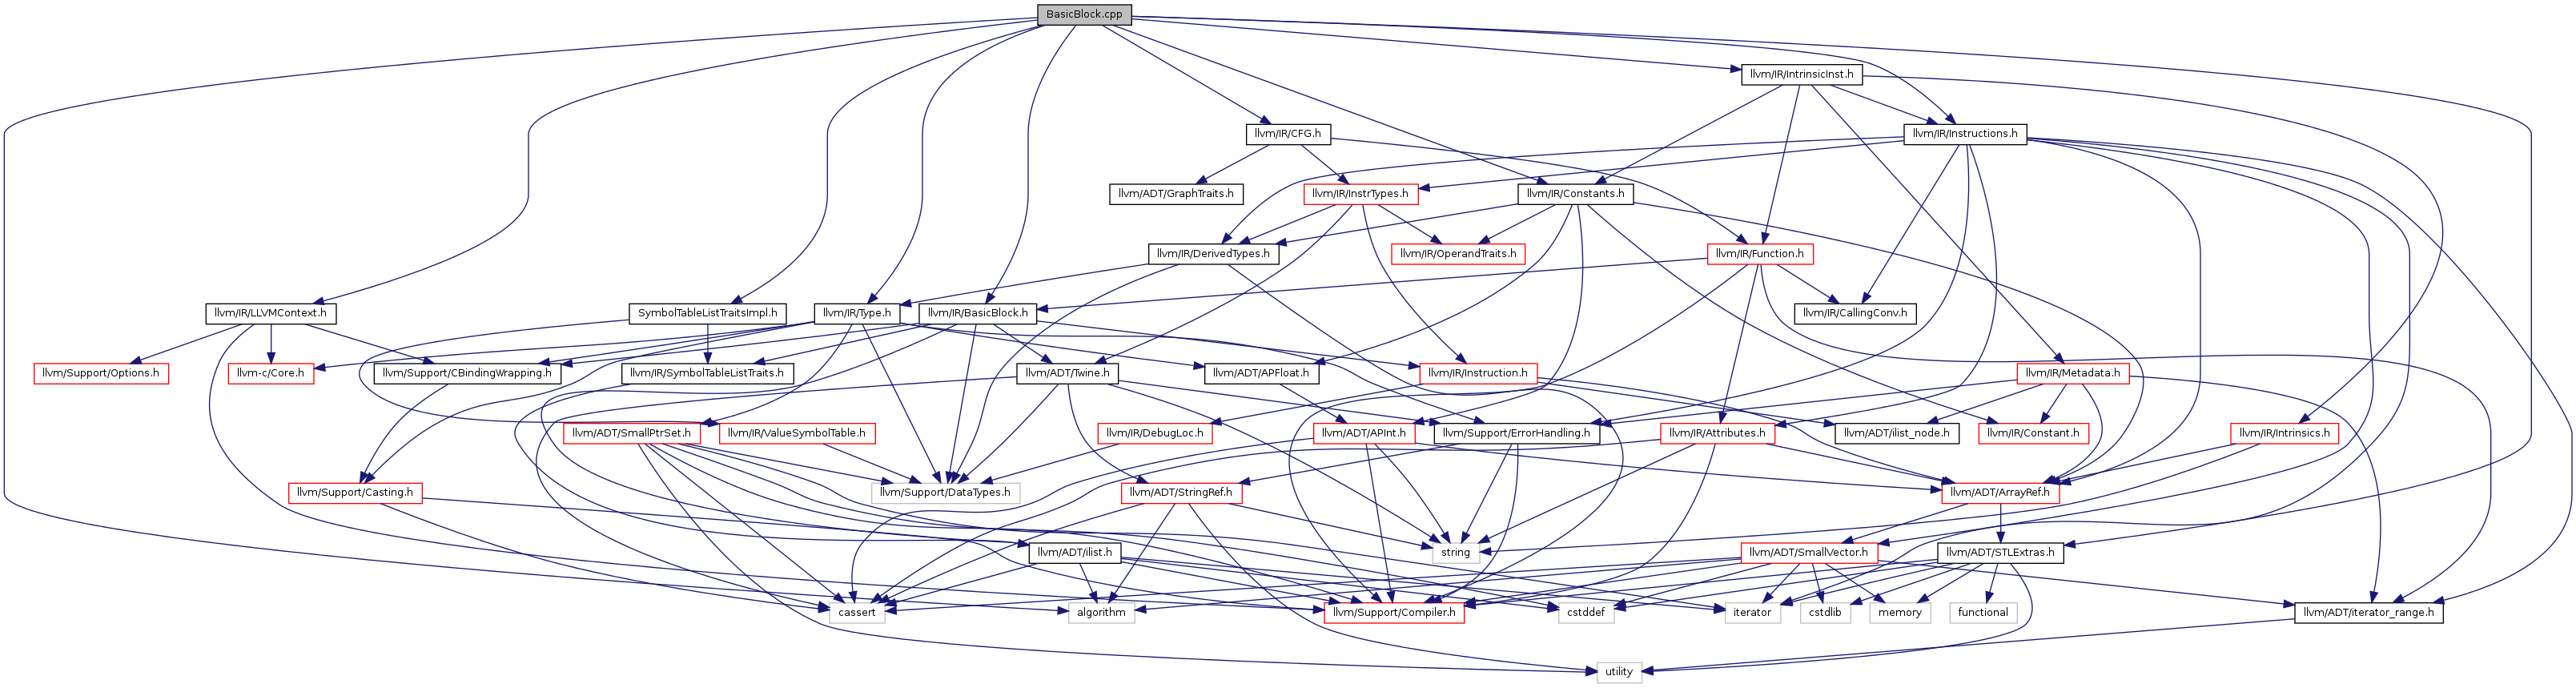 BasicBlock.cpp
llvm/IR/IntrinsicInst.h
llvm/IR/CFG.h
llvm/IR/Instructions.h
llvm/ADT/GraphTraits.h
llvm/IR/InstrTypes.h
llvm/IR/Constants.h
llvm/IR/DerivedTypes.h
llvm/IR/OperandTraits.h
llvm/IR/Function.h
llvm/IR/LLVMContext.h
SymbolTableListTraitsImpl.h
llvm/IR/Type.h
llvm/IR/BasicBlock.h
llvm/IR/CallingConv.h
llvm/Support/Options.h
llvm-c/Core.h
llvm/Support/CBindingWrapping.h
llvm/IR/SymbolTableListTraits.h
llvm/ADT/Twine.h
llvm/ADT/APFloat.h
llvm/IR/Instruction.h
llvm/IR/Metadata.h
llvm/ADT/SmallPtrSet.h
llvm/IR/ValueSymbolTable.h
llvm/IR/DebugLoc.h
llvm/ADT/APInt.h
llvm/Support/ErrorHandling.h
llvm/IR/Attributes.h
llvm/ADT/ilist_node.h
llvm/IR/Constant.h
llvm/IR/Intrinsics.h
llvm/Support/Casting.h
llvm/Support/DataTypes.h
llvm/ADT/StringRef.h
llvm/ADT/ArrayRef.h
llvm/ADT/ilist.h
string
llvm/ADT/SmallVector.h
llvm/ADT/STLExtras.h
cassert
algorithm
llvm/Support/Compiler.h
cstddef
iterator
cstdlib
memory
functional
llvm/ADT/iterator_range.h
utility